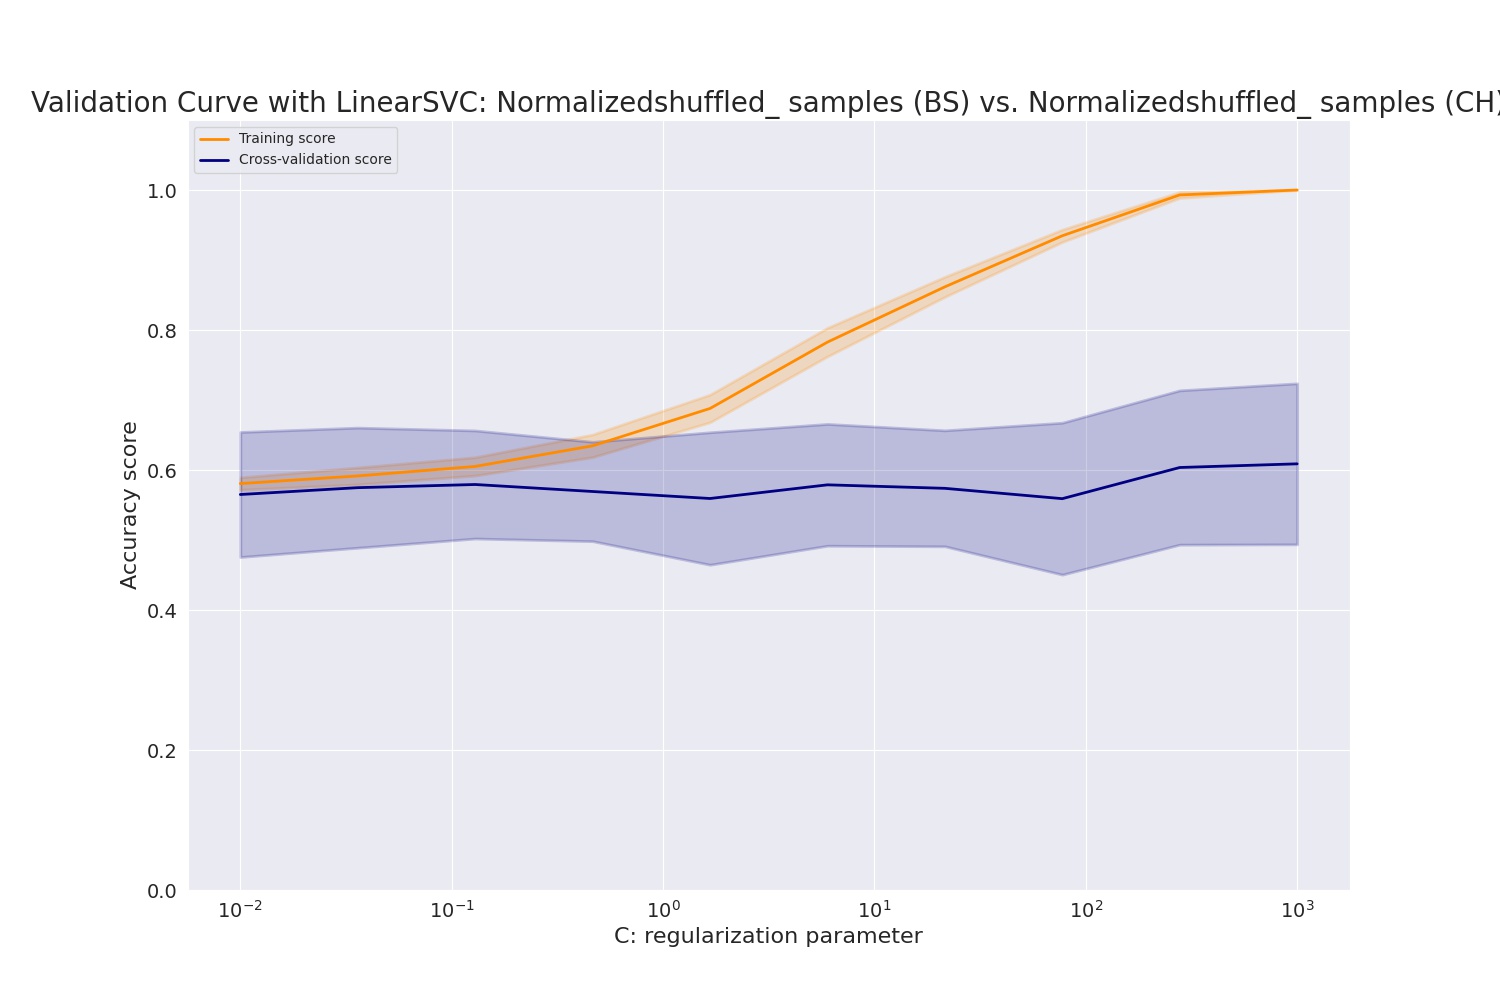 Validation Curve with LinearSVC: Normalizedshuffled_ samples (BS) vs. Normalizedshuffled_ samples (CH)
Training score
Cross-validation score
1.0
0.8
0.6
0.4
0.2
0.0
Accuracy score
10⁻²
10⁻¹
10⁰
10¹
10²
10³
C: regularization parameter